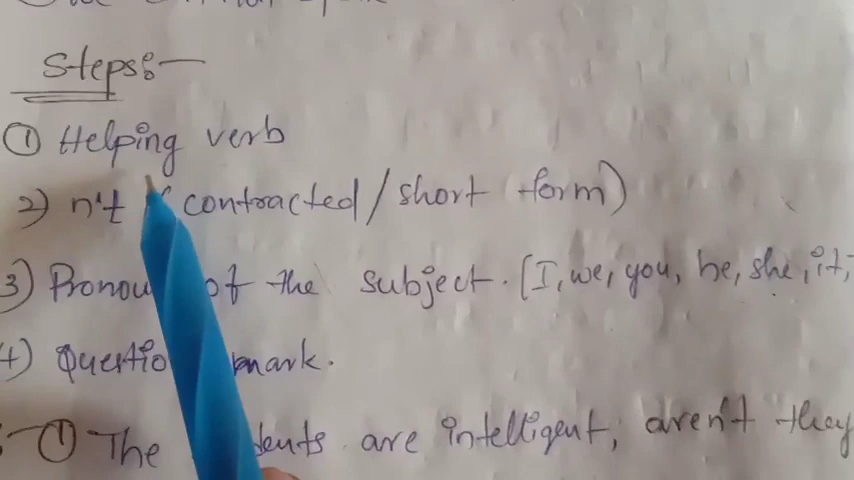 Steps:-
① Helping verb
2) n't (contracted/short form)
3) Pronou of the subject. [I, we, you, he, she, it,
4) Questio mark.
① The dents are intelligent, aren't they